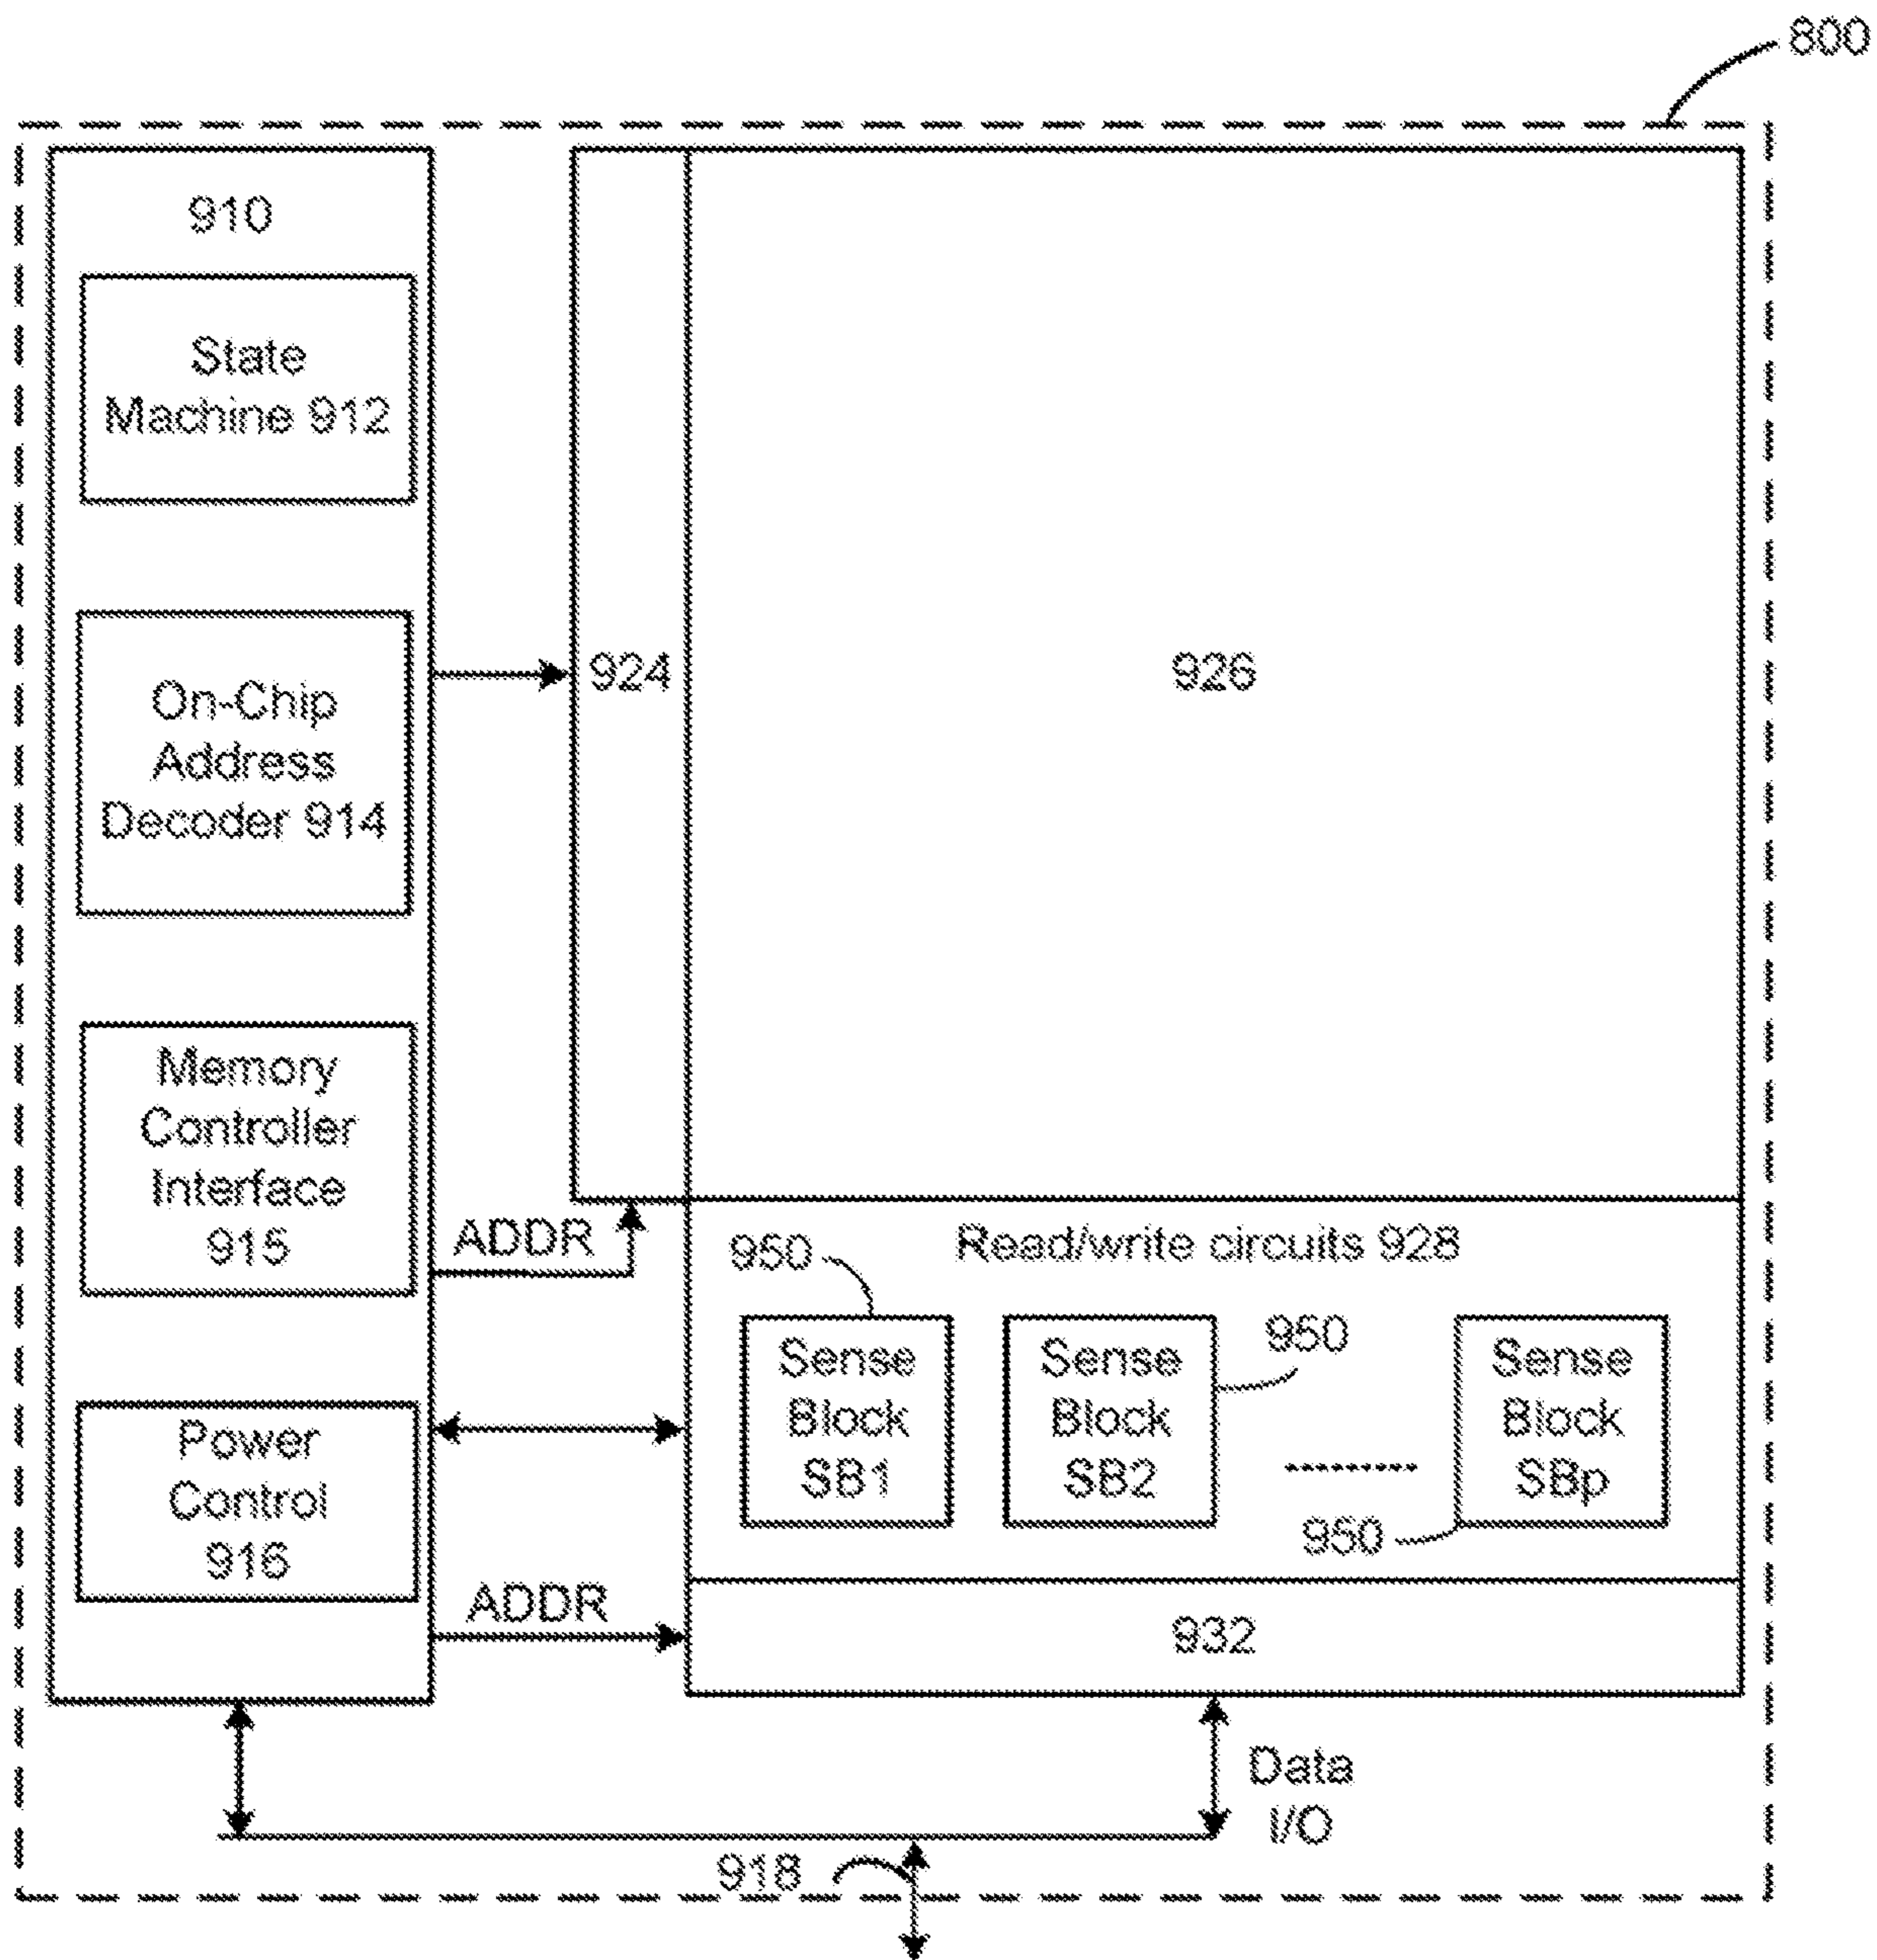 800
910
State
Machine 912
On-Chip
Address
Decoder 914
Memory
Controller
Interface
915
Power
Control
916
924
926
ADDR
Read/write circuits 928
950
Sense
Block
SB1
Sense
Block
SB2
950
Sense
Block
SBp
950
ADDR
932
Data
I/O
918